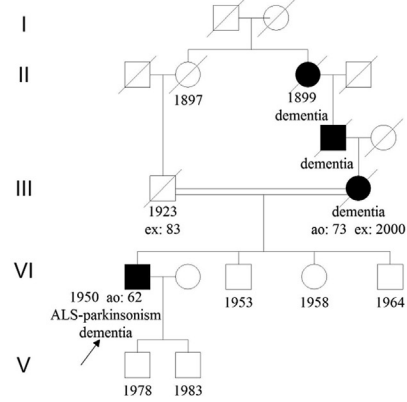 I
II
1897
1899
dementia
dementia
III
1923
ex: 83
dementia
ao: 73 ex: 2000
VI
1950 ao: 62
ALS-parkinsonism
dementia
1953
1958
1964
V
1978
1983